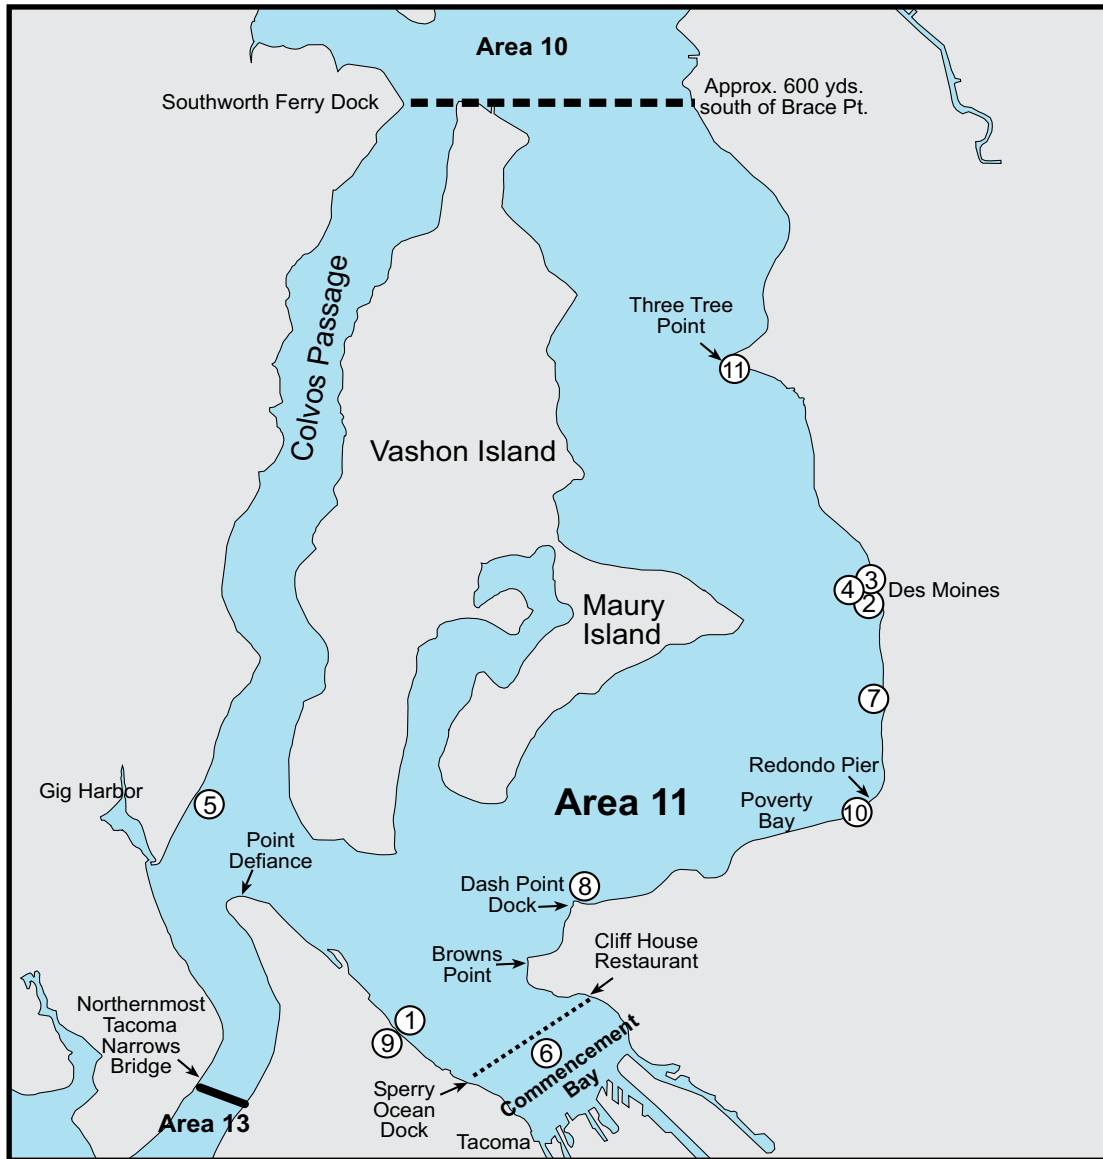 Area 10
Southworth Ferry Dock
Approx. 600 yds.
south of Brace Pt.
Colvos Passage
Three Tree
Point
11
Vashon Island
Maury
Island
3
4
2
Des Moines
7
Redondo Pier
Poverty
Bay
10
Gig Harbor
5
Area 11
Point
Defiance
Dash Point
Dock
8
Browns
Point
Cliff House
Restaurant
Northernmost
Tacoma
Narrows
Bridge
1
9
6
Commencement
Bay
Sperry
Ocean
Dock
Area 13
Tacoma